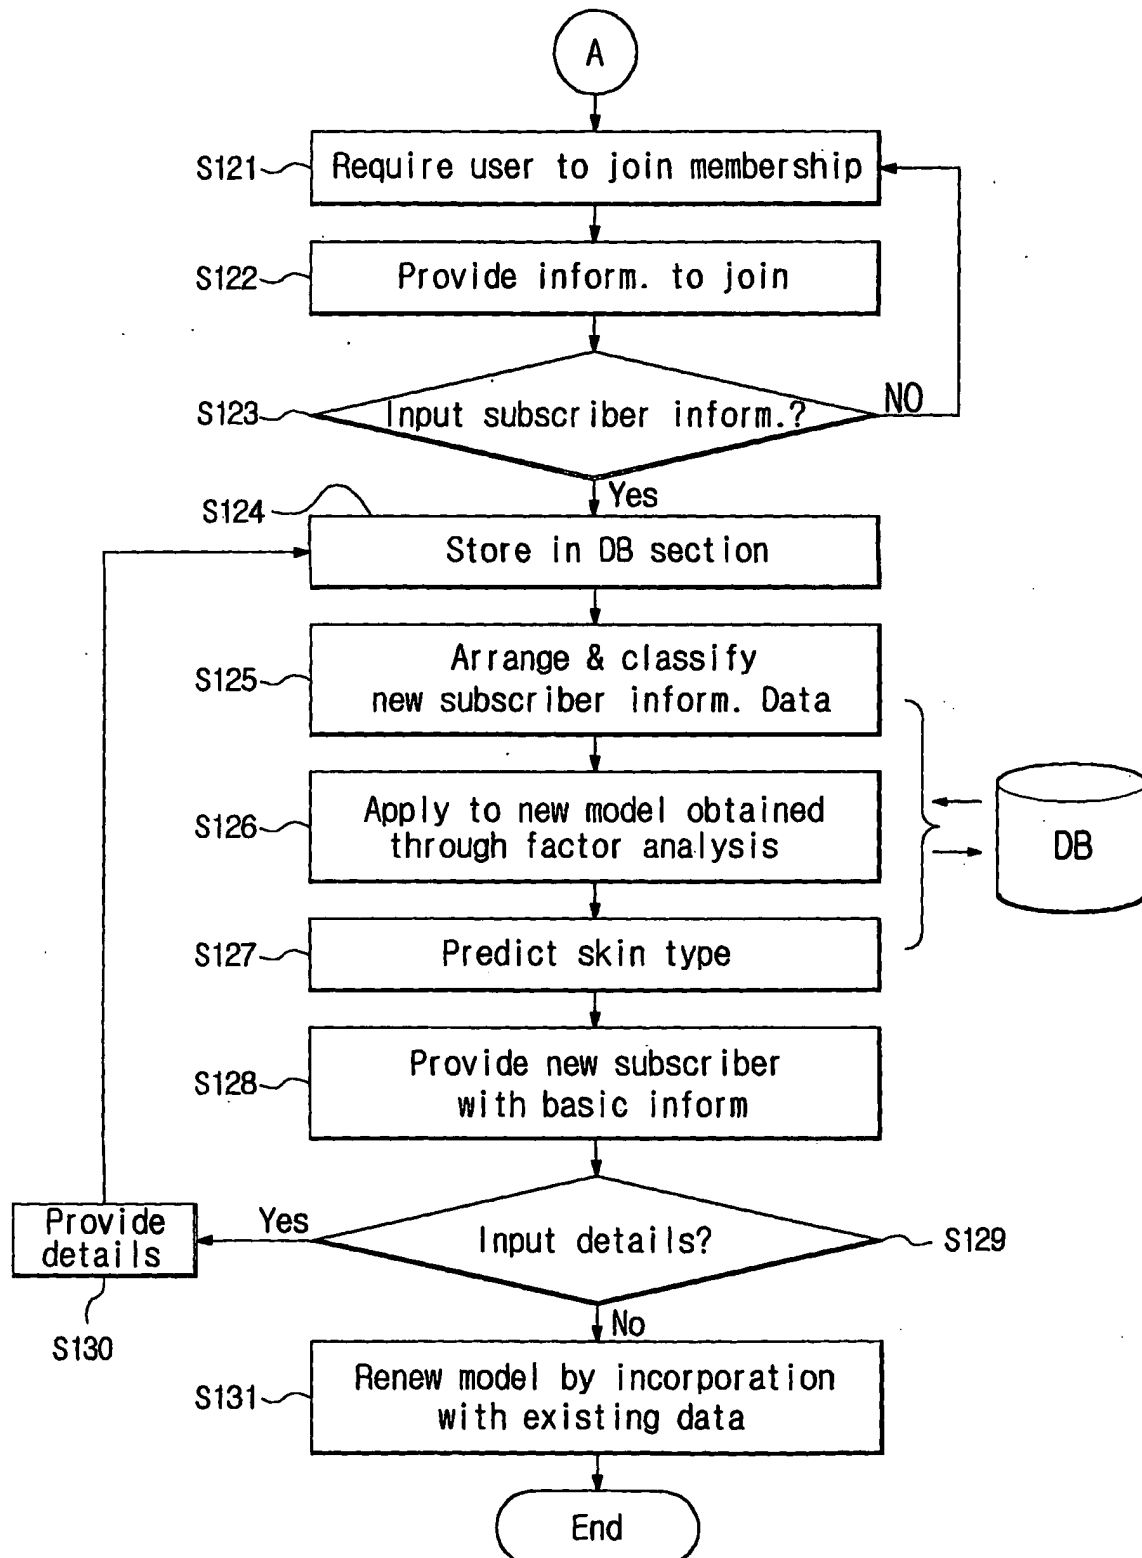 A
S121
Require user to join membership
S122
Provide inform. to join
S123
Input subscriber inform.?
NO
Yes
S124
Store in DB section
S125
Arrange & classify
new subscriber inform. Data
S126
Apply to new model obtained
through factor analysis
DB
S127
Predict skin type
S128
Provide new subscriber
with basic inform
Provide
details
Yes
Input details?
S129
S130
No
S131
Renew model by incorporation
with existing data
End